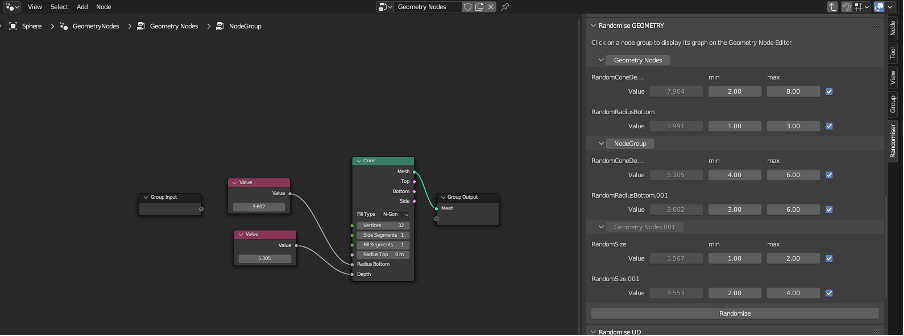 View Select Add Node
Geometry Nodes
Sphere > GeometryNodes > Geometry Nodes > NodeGroup
Group Input
Value
Value
3.602
Value
Value
5.305
Cone
Mesh
Top
Bottom
Side
Fill Type N-Gon
Vertices 32
Side Segments 1
Fill Segments 1
Radius Top 0 m
Radius Bottom
Depth
Group Output
Mesh
Randomise GEOMETRY
Click on a node group to display its graph on the Geometry Node Editor
Geometry Nodes
RandomConeDe... min max
Value 7.904 2.00 8.00
RandomRadiusBottom
Value 1.991 1.00 3.00
NodeGroup
RandomConeDe... min max
Value 5.305 4.00 6.00
RandomRadiusBottom.001
Value 3.602 3.00 6.00
Geometry Nodes.001
RandomSize min max
Value 1.567 1.00 2.00
RandomSize.001
Value 3.553 2.00 4.00
Randomise
Randomise UD
Node
Tool
View
Group
Randomiser